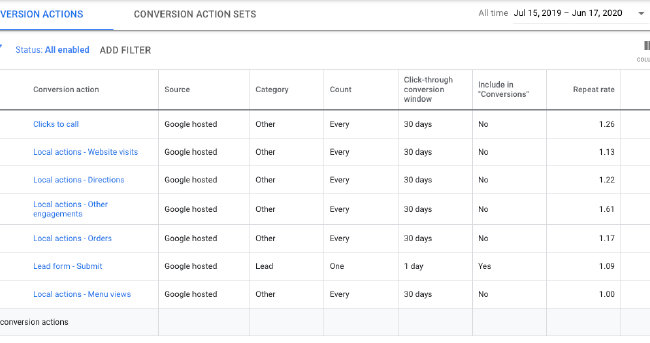 VERSION ACTIONS CONVERSION ACTION SETS All time Jul 15, 2019 – Jun 17, 2020
Status: All enabled ADD FILTER
COLU
Conversion action Source Category Count Click-through conversion window Include in "Conversions" Repeat rate
Clicks to call Google hosted Other Every 30 days No 1.26
Local actions - Website visits Google hosted Other Every 30 days No 1.13
Local actions - Directions Google hosted Other Every 30 days No 1.22
Local actions - Other engagements Google hosted Other Every 30 days No 1.61
Local actions - Orders Google hosted Other Every 30 days No 1.17
Lead form - Submit Google hosted Lead One 1 day Yes 1.09
Local actions - Menu views Google hosted Other Every 30 days No 1.00
conversion actions